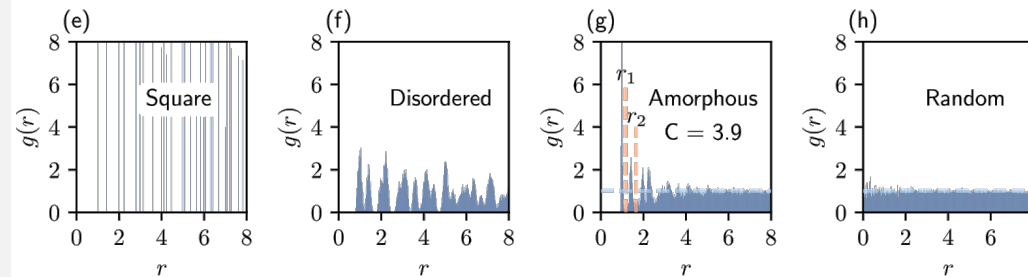 (e)
8
6
4
2
0
g(r)
Square
0 2 4 6 8
r
(f)
8
6
4
2
0
g(r)
Disordered
0 2 4 6 8
r
(g)
8
6
4
2
0
g(r)
r1
r2
Amorphous
C = 3.9
0 2 4 6 8
r
(h)
8
6
4
2
0
g(r)
Random
0 2 4 6
r